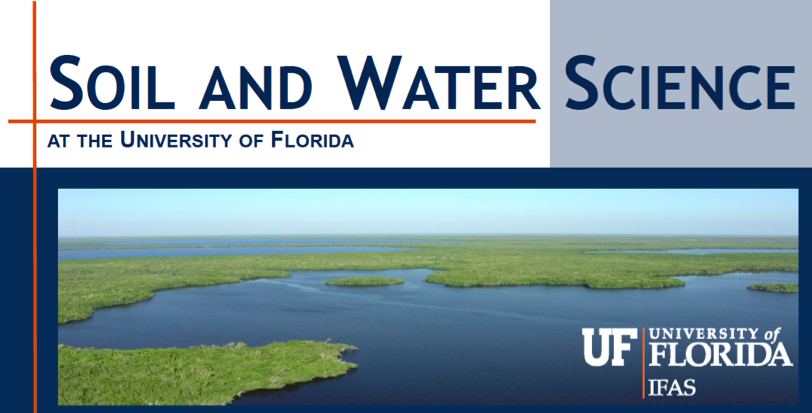 SOIL AND WATER SCIENCE
AT THE UNIVERSITY OF FLORIDA
UF UNIVERSITY of
FLORIDA
IFAS